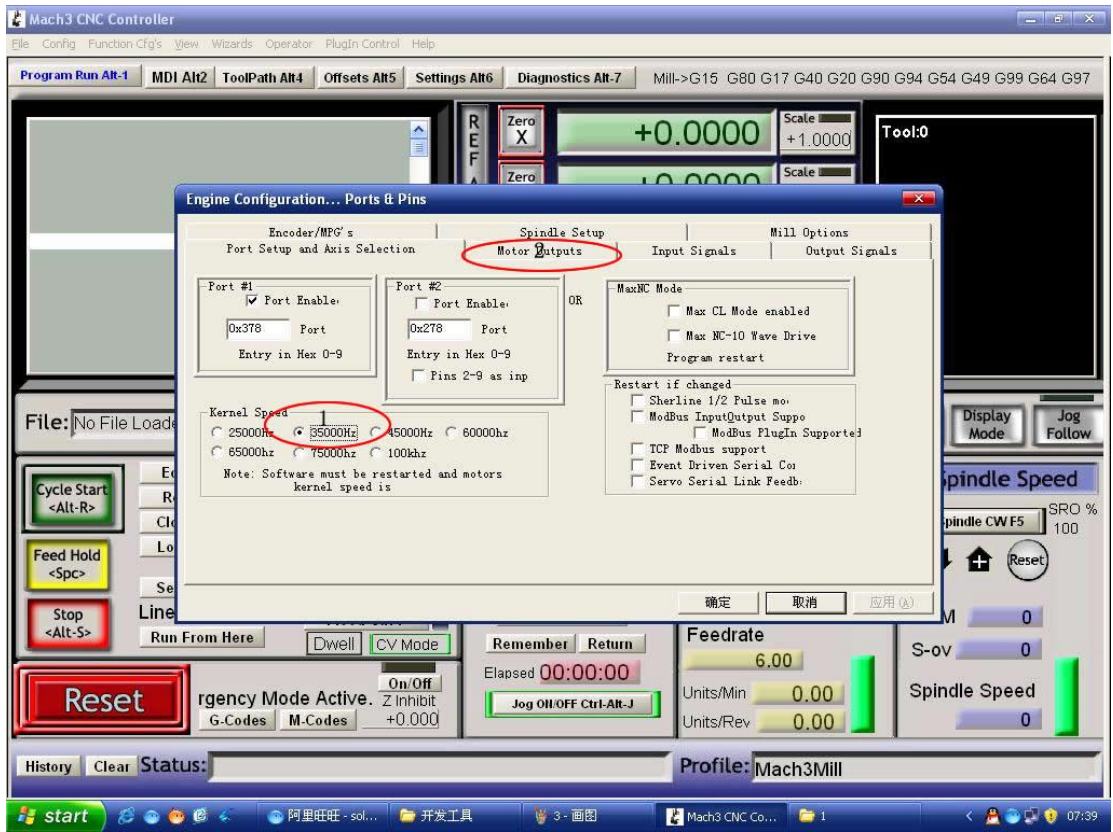 Mach3 CNC Controller
File Config Function Cfg's View Wizards Operator PlugIn Control Help
Program Run Alt-1 MDI Alt2 ToolPath Alt4 Offsets Alt5 Settings Alt6 Diagnostics Alt-7 Mill->G15 G80 G17 G40 G20 G90 G94 G54 G49 G99 G64 G97
REF
Zero X +0.0000 Scale +1.0000
Tool:0
Zero Scale
Engine Configuration... Ports & Pins
Encoder/MPG's Spindle Setup Mill Options
Port Setup and Axis Selection Motor Outputs Input Signals Output Signals
2
Port #1
Port Enable
0x378 Port
Entry in Hex 0-9
Port #2
Port Enable
0x278 Port
Entry in Hex 0-9
Pins 2-9 as inp
OR
MaxNC Mode
Max CL Mode enabled
Max NC-10 Wave Drive
Program restart
Restart if changed
Sherline 1/2 Pulse mo
ModBus InputOutput Suppo
ModBus PlugIn Supported
TCP Modbus support
Event Driven Serial Co
Servo Serial Link Feedb
Kernel Speed
1
25000Hz 35000Hz 45000Hz 60000hz
65000hz 75000hz 100khz
Note: Software must be restarted and motors
kernel speed is
确定 取消 应用(A)
File: No File Loade
Display Mode
Jog Follow
Cycle Start <Alt-R>
Feed Hold <Spc>
Stop <Alt-S>
Line
Run From Here
Dwell CV Mode
Remember Return
Elapsed 00:00:00
Jog ON/OFF Ctrl-Alt-J
Feedrate
6.00
Units/Min 0.00
Units/Rev 0.00
pindle Speed
pindle CW F5
SRO %
100
Reset
M 0
S-ov 0
Spindle Speed
0
Reset
rgency Mode Active.
On/Off
Z Inhibit
+0.000
G-Codes M-Codes
History Clear Status:
Profile: Mach3Mill
start 阿里旺旺 - sol... 开发工具 3 - 画图 Mach3 CNC Co... 1 07:39